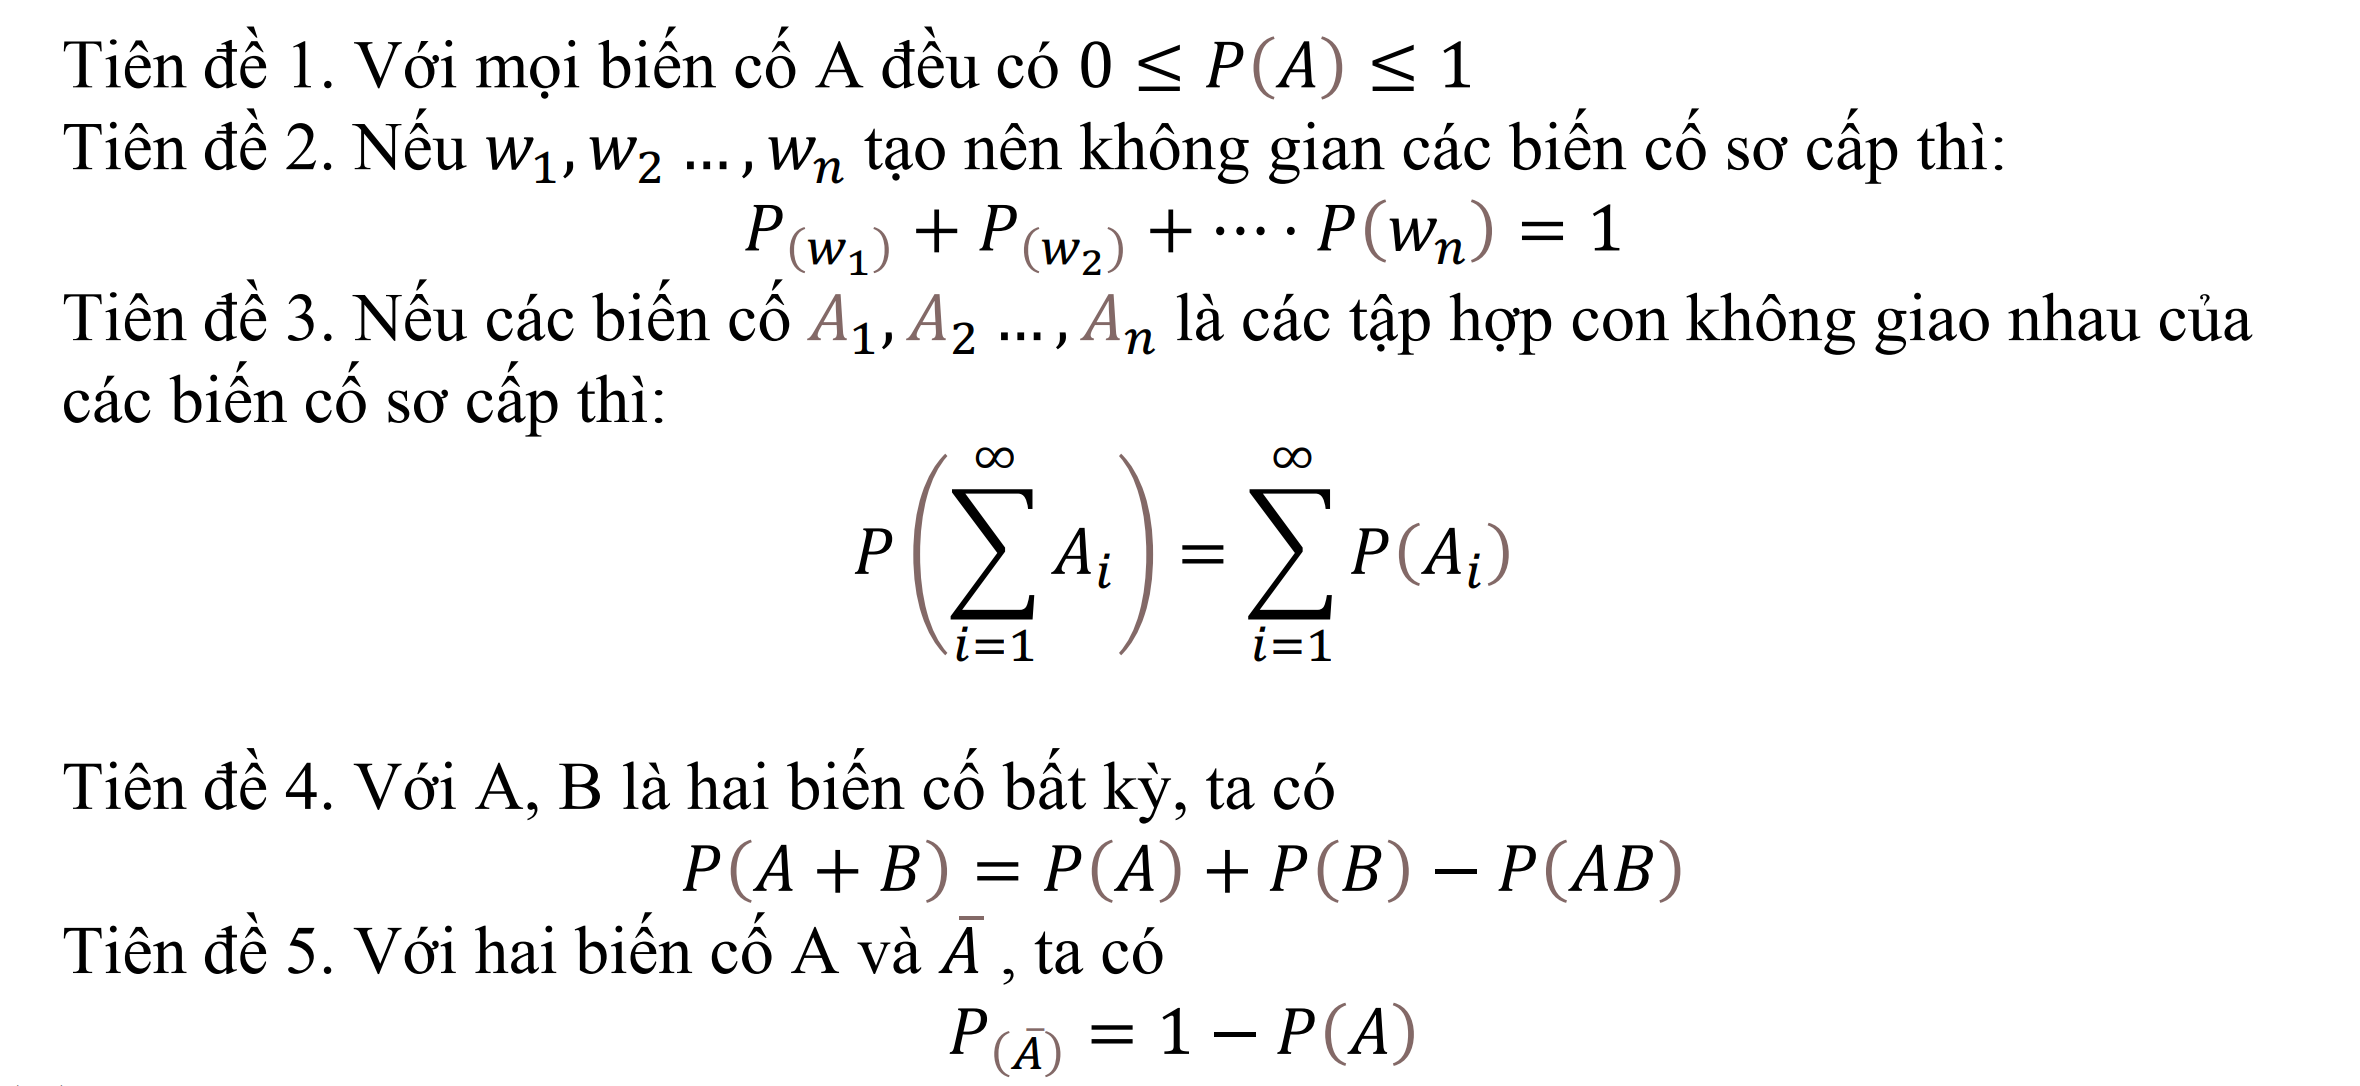 Tiên đề 1. Với mọi biến cố A đều có 0 ≤ P(A) ≤ 1
Tiên đề 2. Nếu w₁, w₂ …, wₙ tạo nên không gian các biến cố sơ cấp thì:
P₍w₁₎ + P₍w₂₎ + ⋯· P(wₙ) = 1
Tiên đề 3. Nếu các biến cố A₁, A₂ …, Aₙ là các tập hợp con không giao nhau của
các biến cố sơ cấp thì:
P(∑_{i=1}^{∞} Aᵢ) = ∑_{i=1}^{∞} P(Aᵢ)
Tiên đề 4. Với A, B là hai biến cố bất kỳ, ta có
P(A + B) = P(A) + P(B) − P(AB)
Tiên đề 5. Với hai biến cố A và Ā , ta có
P₍Ā₎ = 1 − P(A)